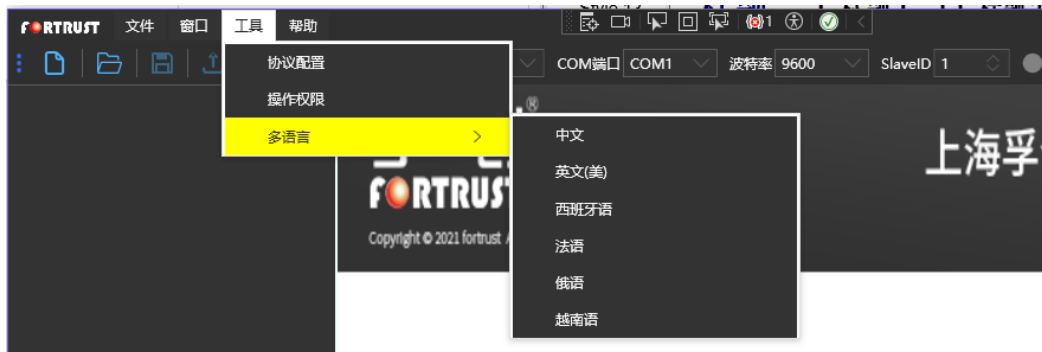 FORTRUST 文件 窗口 工具 帮助
1
协议配置
COM端口 COM1 波特率 9600 SlaveID 1
操作权限
多语言
中文
英文(美)
西班牙语
法语
俄语
越南语
®
上海孚
FORTRUST
Copyright © 2021 fortrust